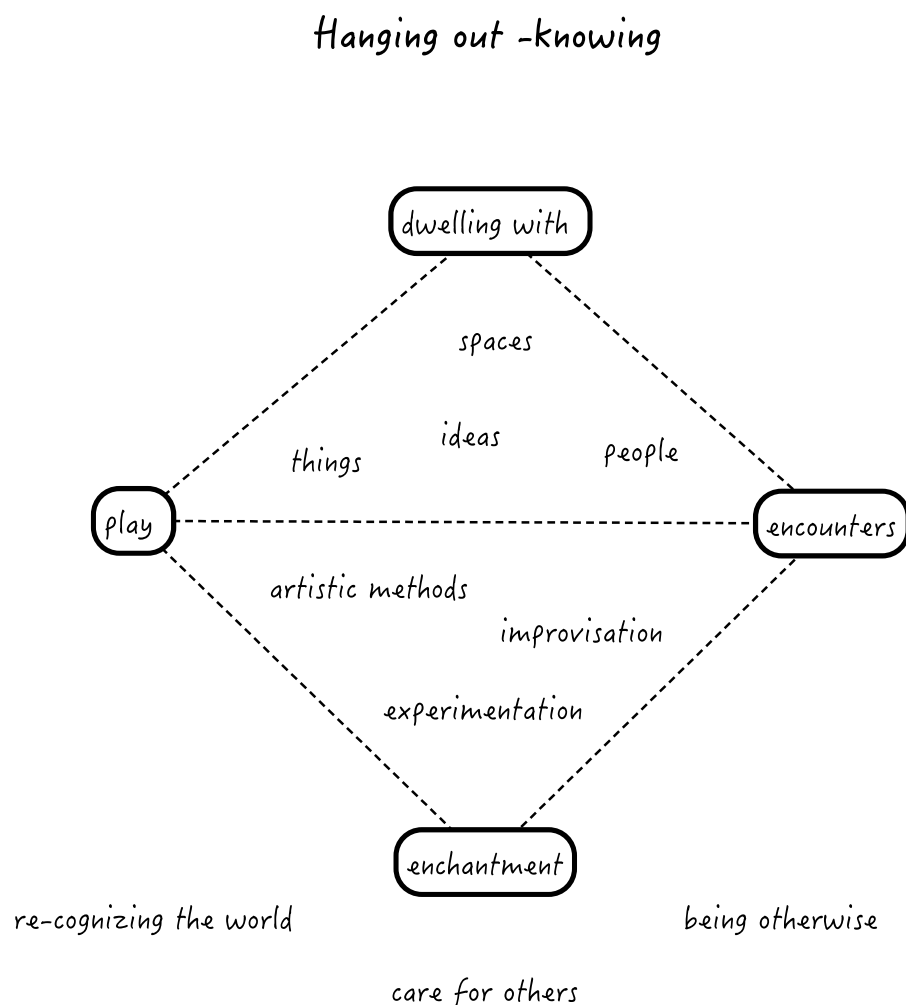 Hanging out -knowing
dwelling with
spaces
ideas
things
people
play
encounters
artistic methods
improvisation
experimentation
enchantment
re-cognizing the world
being otherwise
care for others